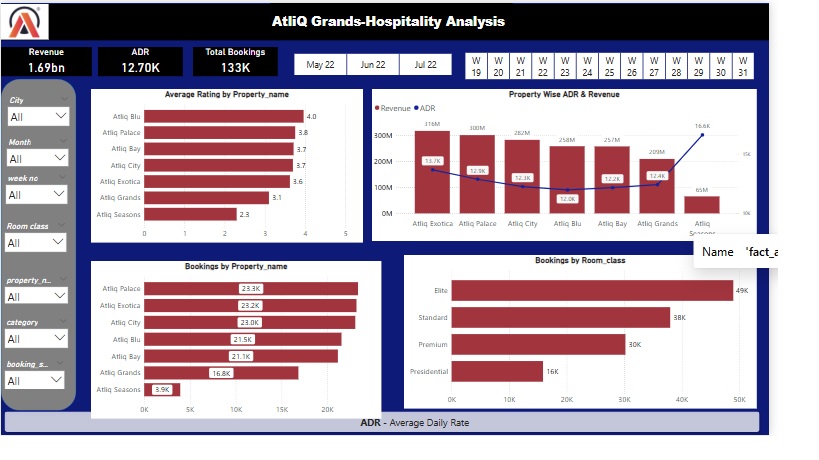 AtliQ Grands-Hospitality Analysis
Revenue
1.69bn
ADR
12.70K
Total Bookings
133K
May 22
Jun 22
Jul 22
W 19
W 20
W 21
W 22
W 23
W 24
W 25
W 26
W 27
W 28
W 29
W 30
W 31
City
All
Month
All
week no
All
Room class
All
property_n...
All
category
All
booking_s...
All
Average Rating by Property_name
Atliq Blu 4.0
Atliq Palace 3.8
Atliq Bay 3.7
Atliq City 3.7
Atliq Exotica 3.6
Atliq Grands 3.1
Atliq Seasons 2.3
0 1 2 3 4 5
Property Wise ADR & Revenue
Revenue ADR
316M 300M 282M 258M 257M 209M 65M
13.7K 12.9K 12.3K 12.0K 12.2K 12.4K 16.6K
300M
200M
100M
0M
15K
10K
Atliq Exotica Atliq Palace Atliq City Atliq Blu Atliq Bay Atliq Grands Atliq Seasons
Name 'fact_a
Bookings by Property_name
Atliq Palace 23.3K
Atliq Exotica 23.2K
Atliq City 23.0K
Atliq Blu 21.5K
Atliq Bay 21.1K
Atliq Grands 16.8K
Atliq Seasons 3.9K
0K 5K 10K 15K 20K
Bookings by Room_class
Elite 49K
Standard 38K
Premium 30K
Presidential 16K
0K 10K 20K 30K 40K 50K
ADR - Average Daily Rate